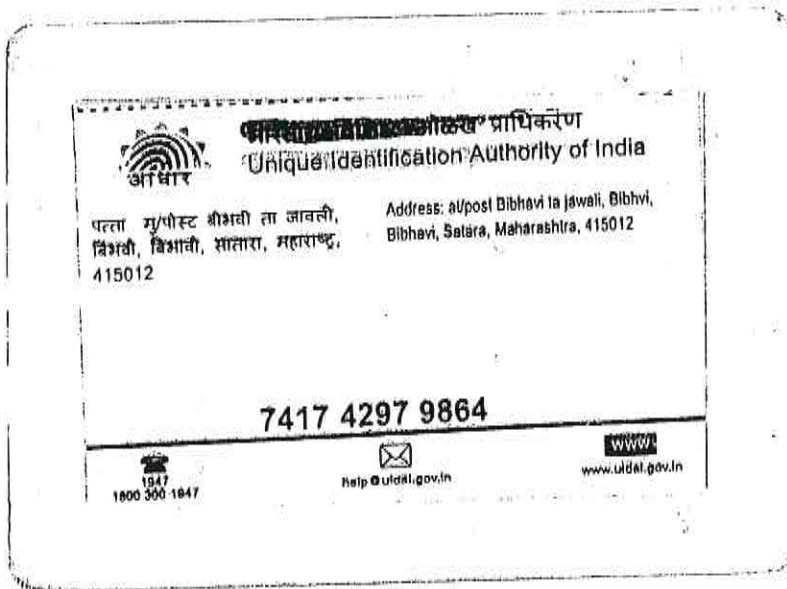 ओळख प्राधिकरण
Unique Identification Authority of India
आधार
पत्ता मु/पोस्ट बीभवी ता जावली,
बिभवी, बिभावी, सातारा, महाराष्ट्र,
415012
Address: at/post Bibhavi ta jawali, Bibhvi,
Bibhavi, Satara, Maharashtra, 415012
7417 4297 9864
1947
1800 300 1947
help@uidai.gov.in
WWW
www.uidai.gov.in